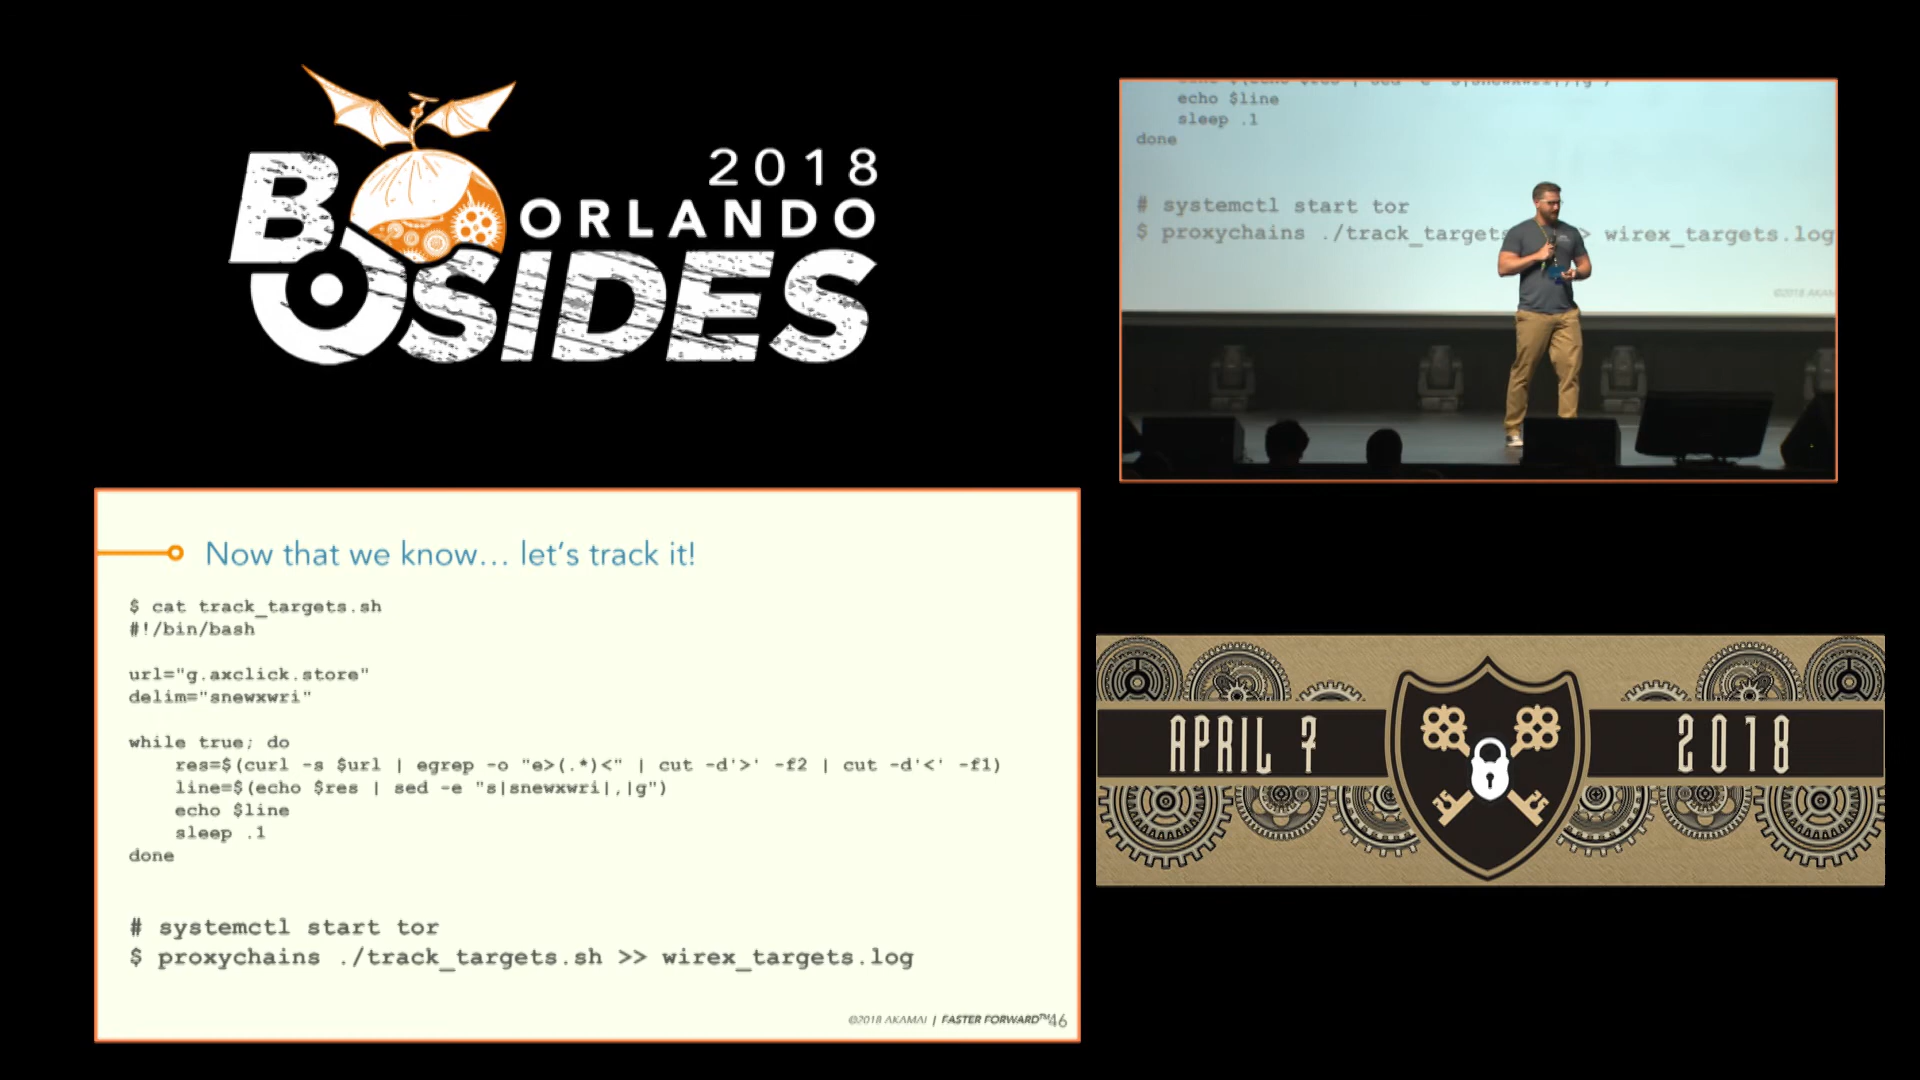 2018
ORLANDO
BSIDES
echo $line
sleep .1
done
# systemctl start tor
$ proxychains ./track_targets > wirex_targets.log
©2018 AKAM
Now that we know... let's track it!
$ cat track_targets.sh
#!/bin/bash
url="g.axclick.store"
delim="snewxwri"
while true; do
res=$(curl -s $url | egrep -o "e>(.*)<" | cut -d'>' -f2 | cut -d'<' -f1)
line=$(echo $res | sed -e "s|snewxwri|,|g")
echo $line
sleep .1
done
# systemctl start tor
$ proxychains ./track_targets.sh >> wirex_targets.log
©2018 AKAMAI | FASTER FORWARD™ 46
APRIL 7
2018